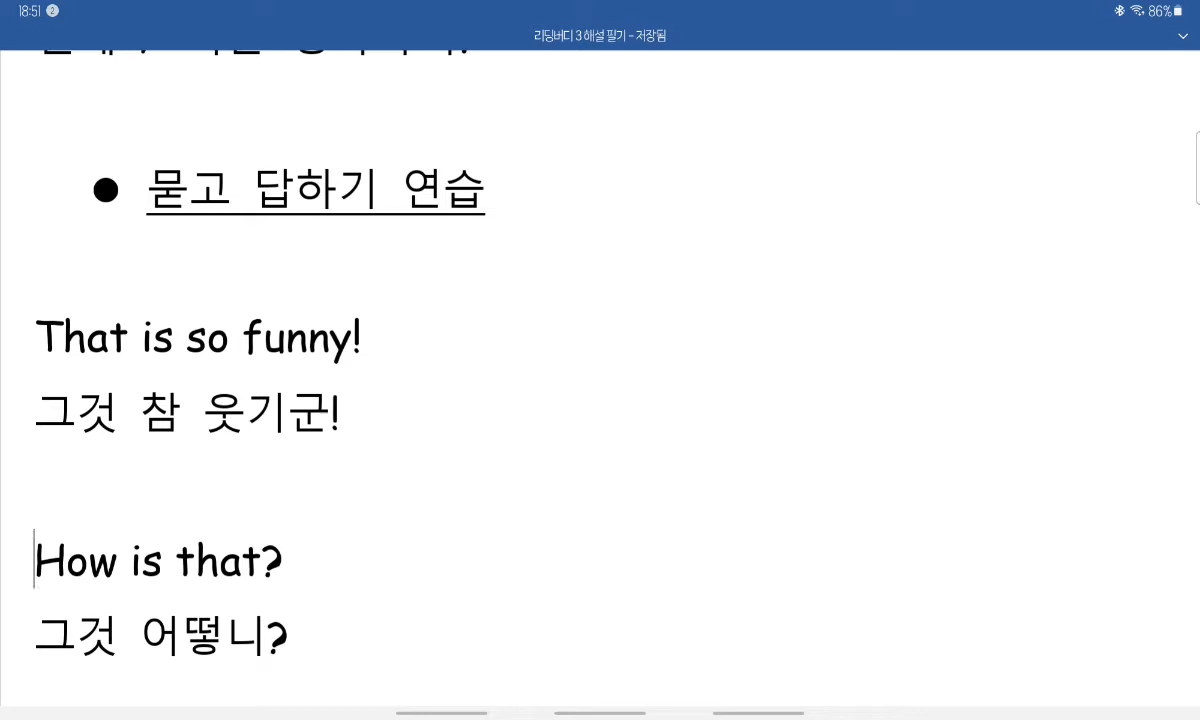 18:51 2
86%
리딩버디 3 해설 필기 - 저장됨
● 묻고 답하기 연습
That is so funny!
그것 참 웃기군!
How is that?
그것 어떻니?